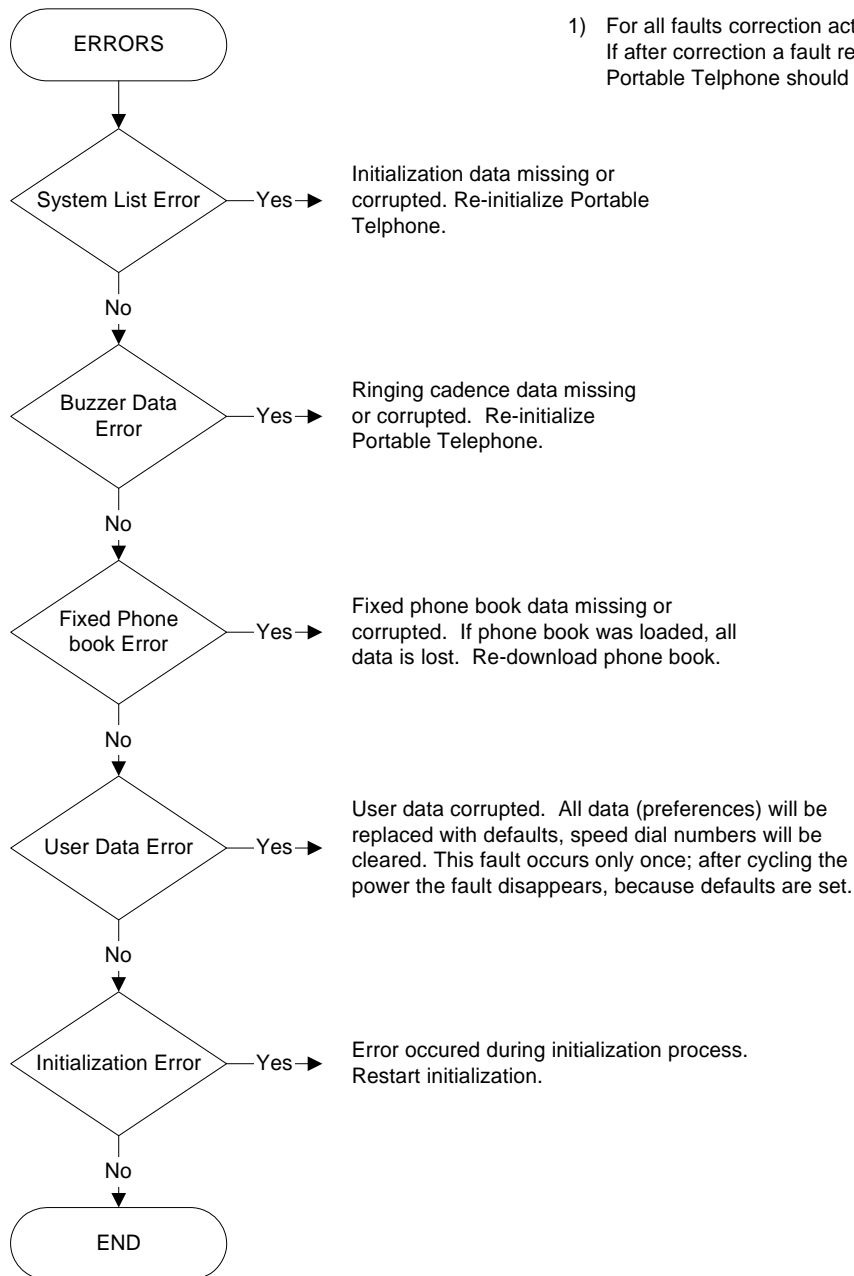 ERRORS
1) For all faults correction act
If after correction a fault re
Portable Telphone should
System List Error
Yes
Initialization data missing or
corrupted. Re-initialize Portable
Telphone.
No
Buzzer Data
Error
Yes
Ringing cadence data missing
or corrupted. Re-initialize
Portable Telephone.
No
Fixed Phone
book Error
Yes
Fixed phone book data missing or
corrupted. If phone book was loaded, all
data is lost. Re-download phone book.
No
User Data Error
Yes
User data corrupted. All data (preferences) will be
replaced with defaults, speed dial numbers will be
cleared. This fault occurs only once; after cycling the
power the fault disappears, because defaults are set.
No
Initialization Error
Yes
Error occured during initialization process.
Restart initialization.
No
END